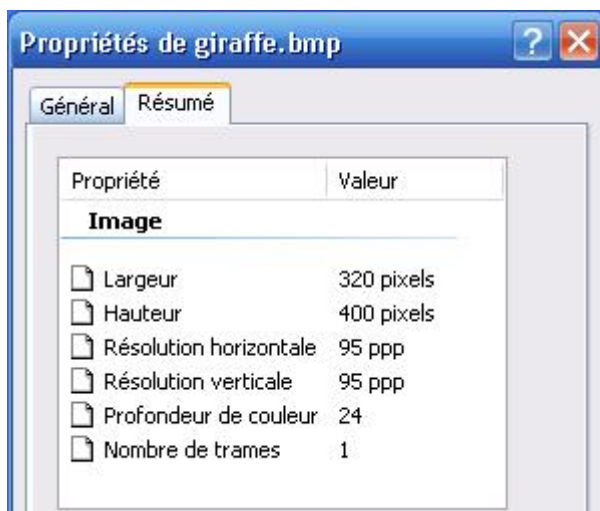 Propriétés de giraffe.bmp
Général Résumé
Propriété Valeur
Image
Largeur 320 pixels
Hauteur 400 pixels
Résolution horizontale 95 ppp
Résolution verticale 95 ppp
Profondeur de couleur 24
Nombre de trames 1